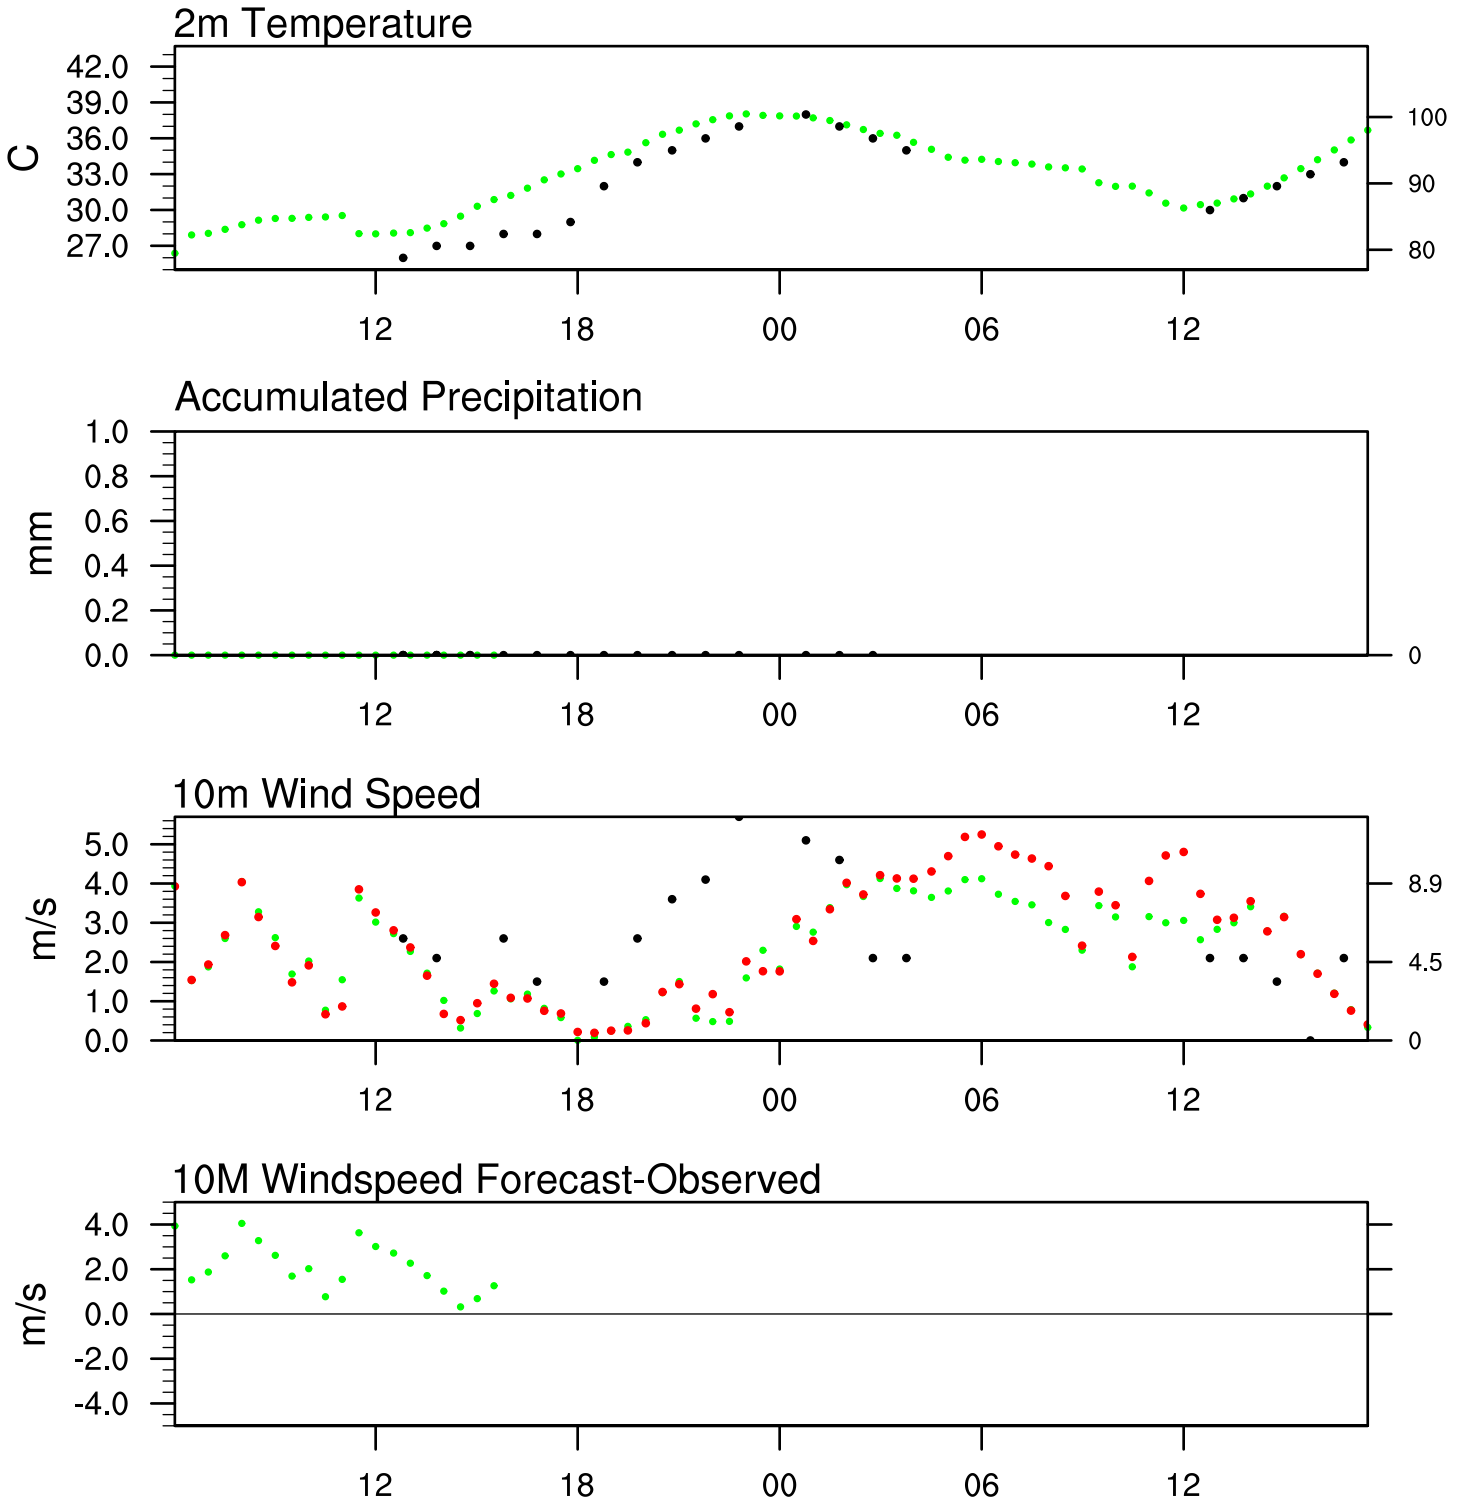 2m Temperature
C
42.0
39.0
36.0
33.0
30.0
27.0
100
90
80
12 18 00 06 12
Accumulated Precipitation
mm
1.0
0.8
0.6
0.4
0.2
0.0
0
12 18 00 06 12
10m Wind Speed
m/s
5.0
4.0
3.0
2.0
1.0
0.0
8.9
4.5
0
12 18 00 06 12
10M Windspeed Forecast-Observed
m/s
4.0
2.0
0.0
-2.0
-4.0
12 18 00 06 12